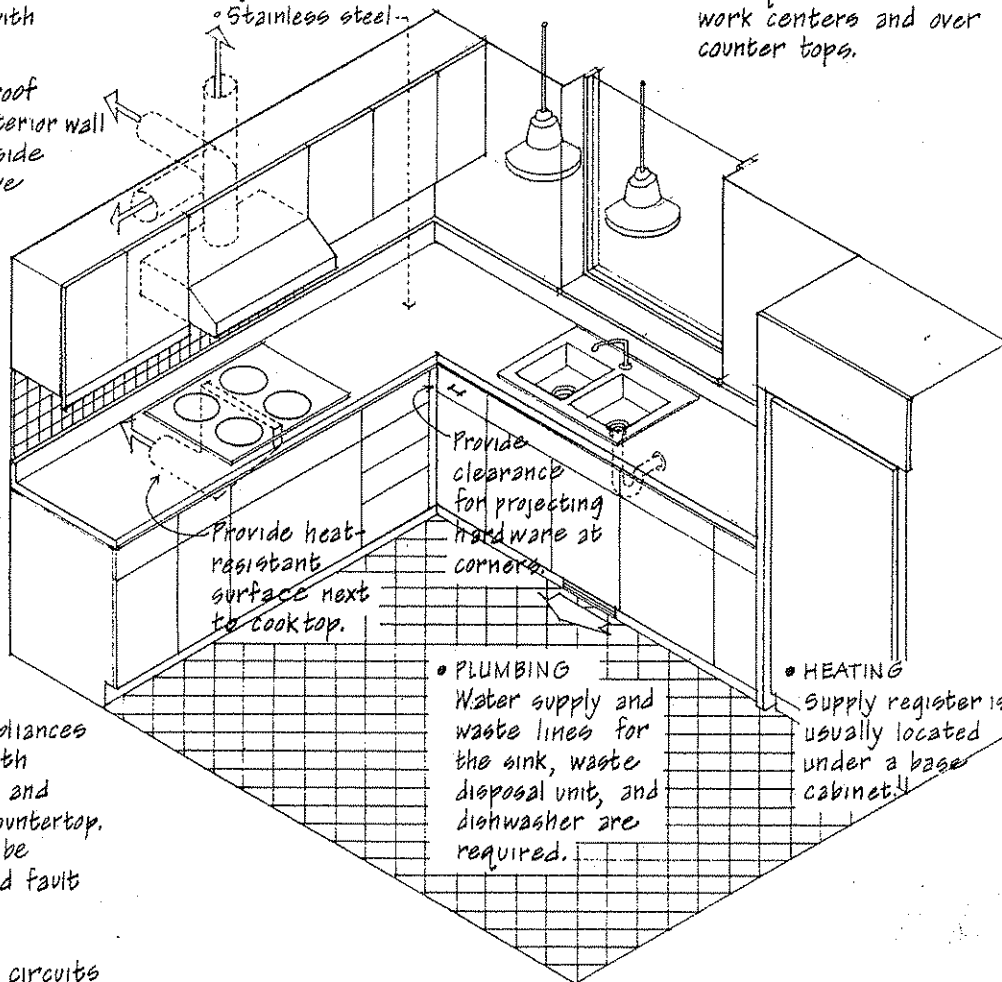 with
• Stainless steel
work centers and over
counter tops.
roof
terior wall
side
ve
Provide
clearance
for projecting
hardware at
corners.
Provide heat-
resistant
surface next
to cooktop.
• PLUMBING
Water supply and
waste lines for
the sink, waste
disposal unit, and
dishwasher are
required.
• HEATING
Supply register is
usually located
under a base
cabinet.
pliances
th
and
ountertop.
be
d fault
circuits